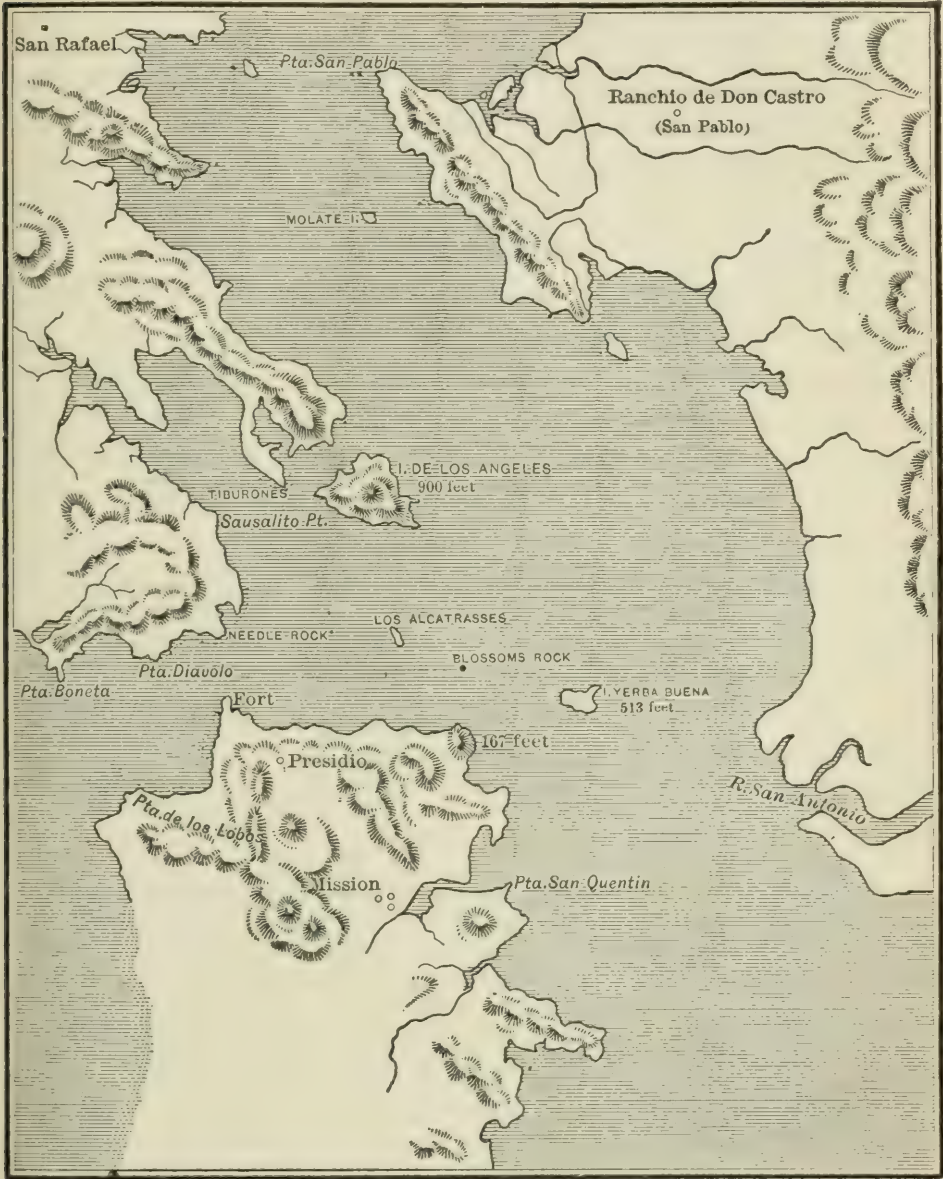 San Rafael
Pta. San Pablo
Ranchio de Don Castro
(San Pablo)
MOLATE I.
I. DE LOS ANGELES
900 feet
TIBURONES
Sausalito Pt.
LOS ALCATRASSES
NEEDLE ROCK
BLOSSOMS ROCK
Pta. Diavolo
Pta. Boneta
I. YERBA BUENA
513 feet
Fort
167 feet
Presidio
R. San Antonio
Pta. de los Lobos
Mission
Pta. San Quentin